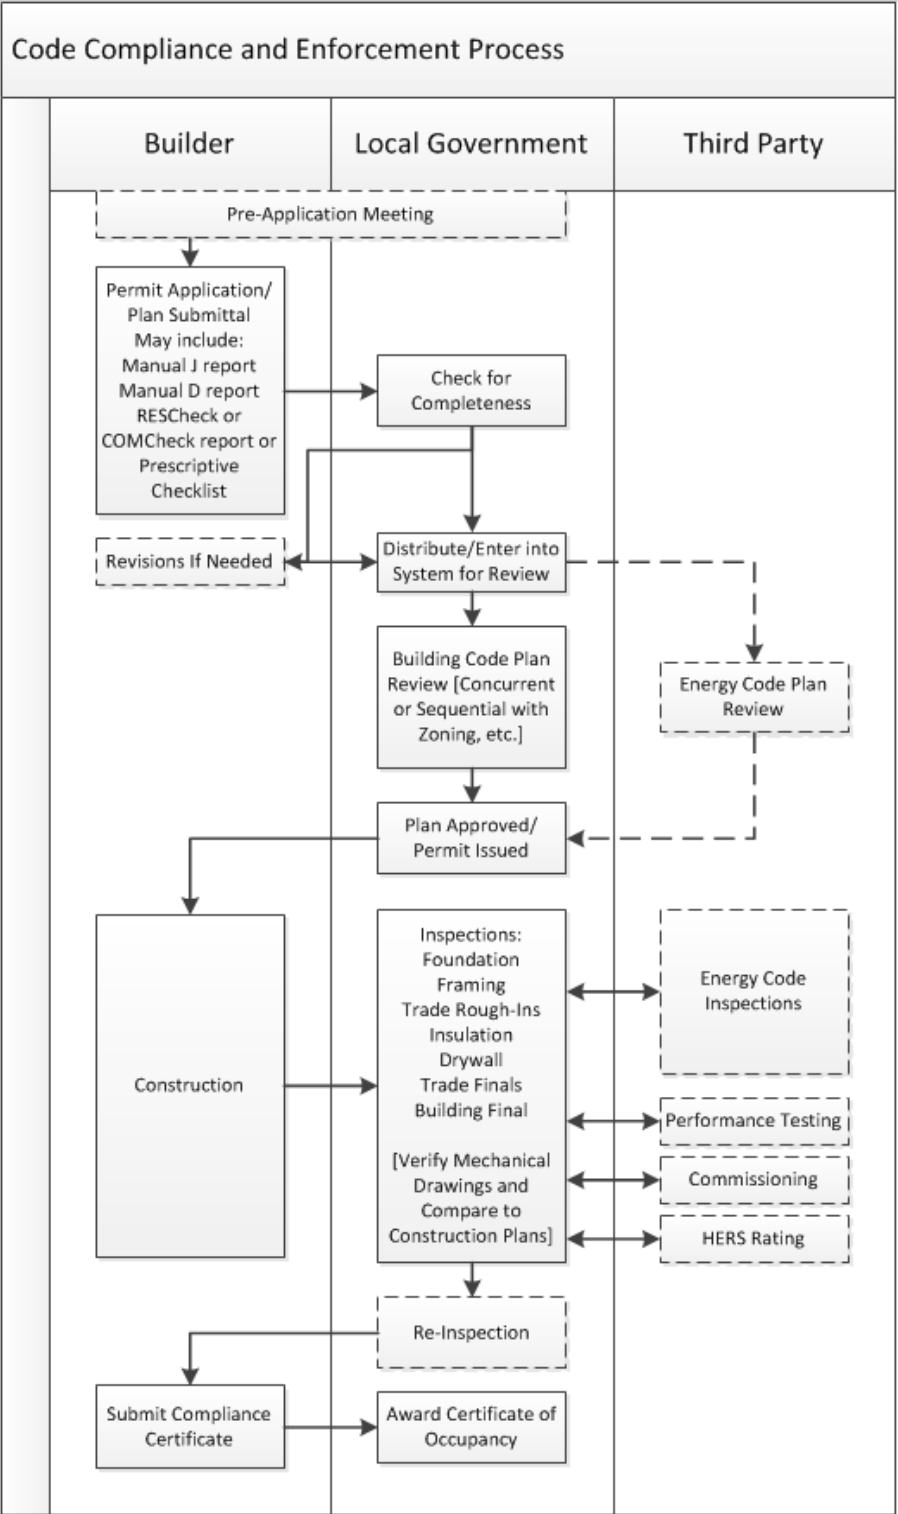 Code Compliance and Enforcement Process
Builder
Local Government
Third Party
Pre-Application Meeting
Permit Application/
Plan Submittal
May include:
Manual J report
Manual D report
RESCheck or
COMCheck report or
Prescriptive
Checklist
Check for
Completeness
Revisions If Needed
Distribute/Enter into
System for Review
Building Code Plan
Review [Concurrent
or Sequential with
Zoning, etc.]
Energy Code Plan
Review
Plan Approved/
Permit Issued
Construction
Inspections:
Foundation
Framing
Trade Rough-Ins
Insulation
Drywall
Trade Finals
Building Final
[Verify Mechanical
Drawings and
Compare to
Construction Plans]
Energy Code
Inspections
Performance Testing
Commissioning
HERS Rating
Re-Inspection
Submit Compliance
Certificate
Award Certificate of
Occupancy